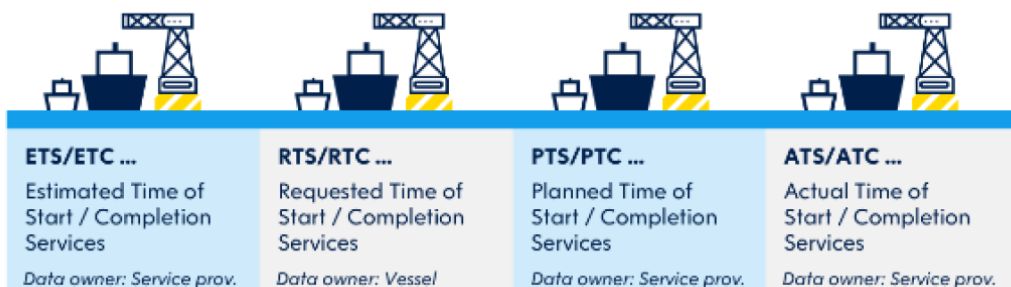 ETS/ETC ...
Estimated Time of
Start / Completion
Services
Data owner: Service prov.
RTS/RTC ...
Requested Time of
Start / Completion
Services
Data owner: Vessel
PTS/PTC ...
Planned Time of
Start / Completion
Services
Data owner: Service prov.
ATS/ATC ...
Actual Time of
Start / Completion
Services
Data owner: Service prov.